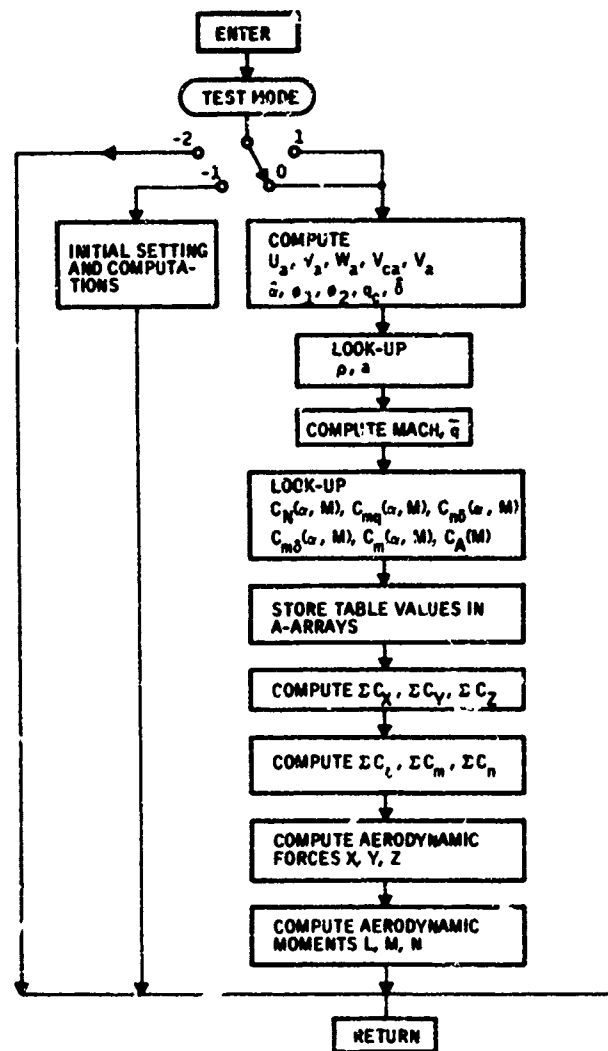 ENTER
TEST MODE
-2
1
-1
0
INITIAL SETTING
AND COMPUTA-
TIONS
COMPUTE
U_a, V_a, W_a, V_ca, V_a
α̂, ø_1, ø_2, q_c, δ̂
LOOK-UP
ρ, a
COMPUTE MACH, q̄
LOOK-UP
C_N(α, M), C_mq(α, M), C_nδ(α, M)
C_mδ(α, M), C_m(α, M), C_A(M)
STORE TABLE VALUES IN
A-ARRAYS
COMPUTE ΣC_X, ΣC_Y, ΣC_Z
COMPUTE ΣC_ℓ, ΣC_m, ΣC_n
COMPUTE AERODYNAMIC
FORCES X, Y, Z
COMPUTE AERODYNAMIC
MOMENTS L, M, N
RETURN